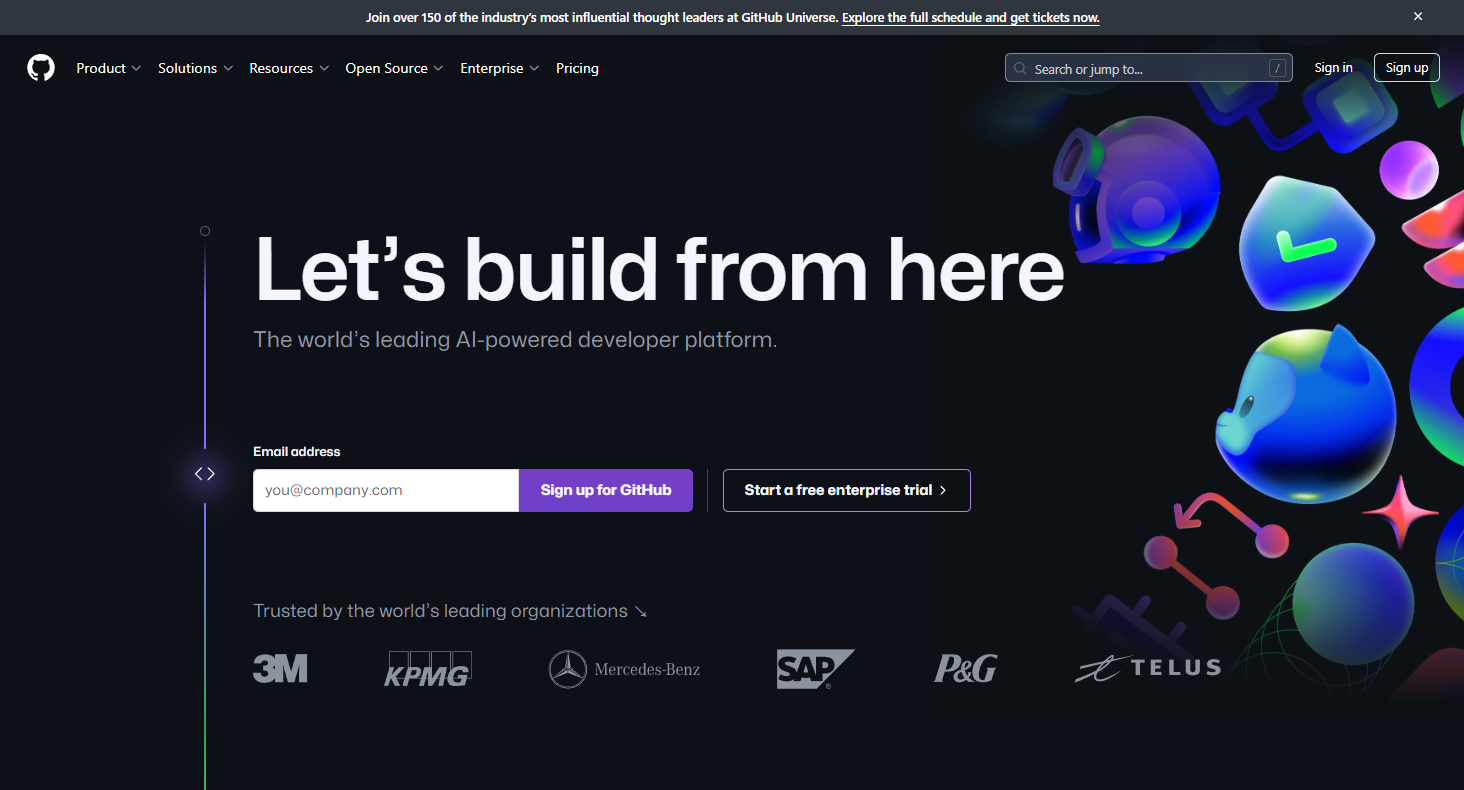 Join over 150 of the industry’s most influential thought leaders at GitHub Universe. Explore the full schedule and get tickets now.
Product Solutions Resources Open Source Enterprise Pricing Search or jump to... / Sign in Sign up
Let’s build from here
The world’s leading AI-powered developer platform.
Email address
you@company.com Sign up for GitHub Start a free enterprise trial
Trusted by the world’s leading organizations ↘
3M KPMG Mercedes-Benz SAP ® P&G TELUS